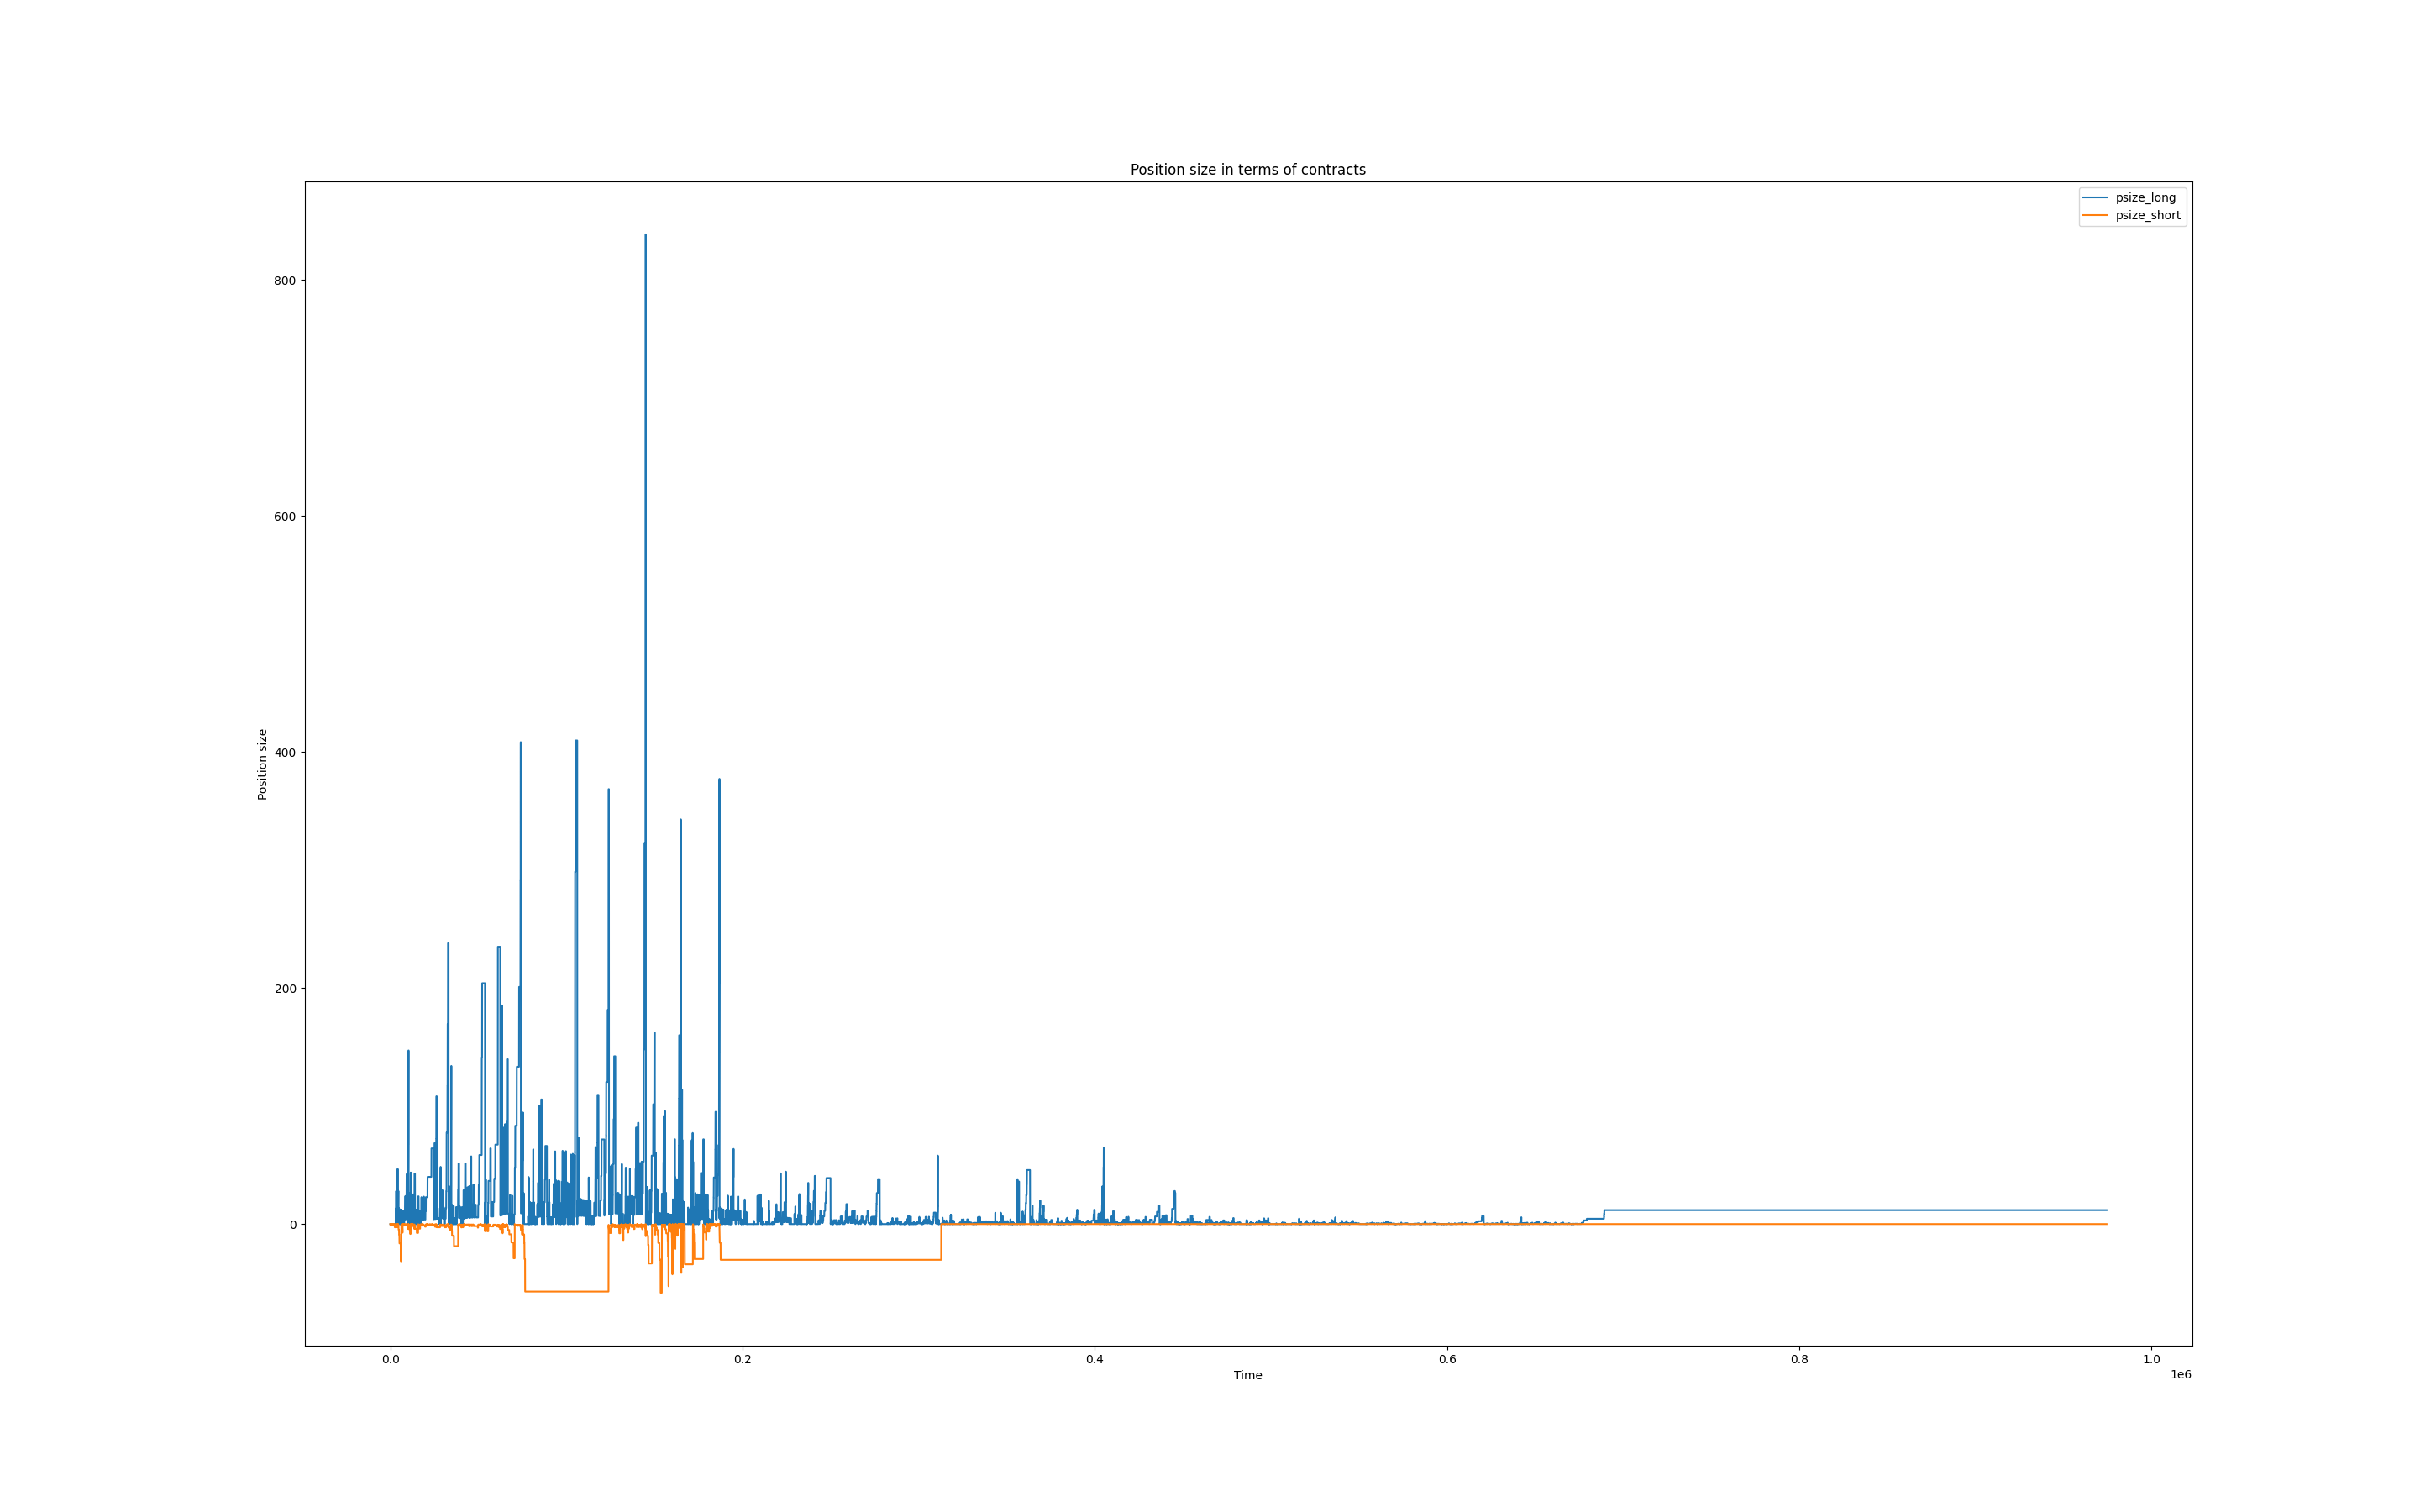 Position size in terms of contracts
psize_long
psize_short
Position size
800
600
400
200
0
0.0
0.2
0.4
0.6
0.8
1.0
1e6
Time